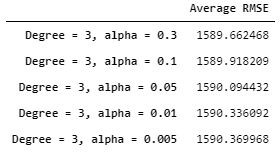 Average RMSE
Degree = 3, alpha = 0.3 1589.662468
Degree = 3, alpha = 0.1 1589.918209
Degree = 3, alpha = 0.05 1590.094432
Degree = 3, alpha = 0.01 1590.336092
Degree = 3, alpha = 0.005 1590.369968